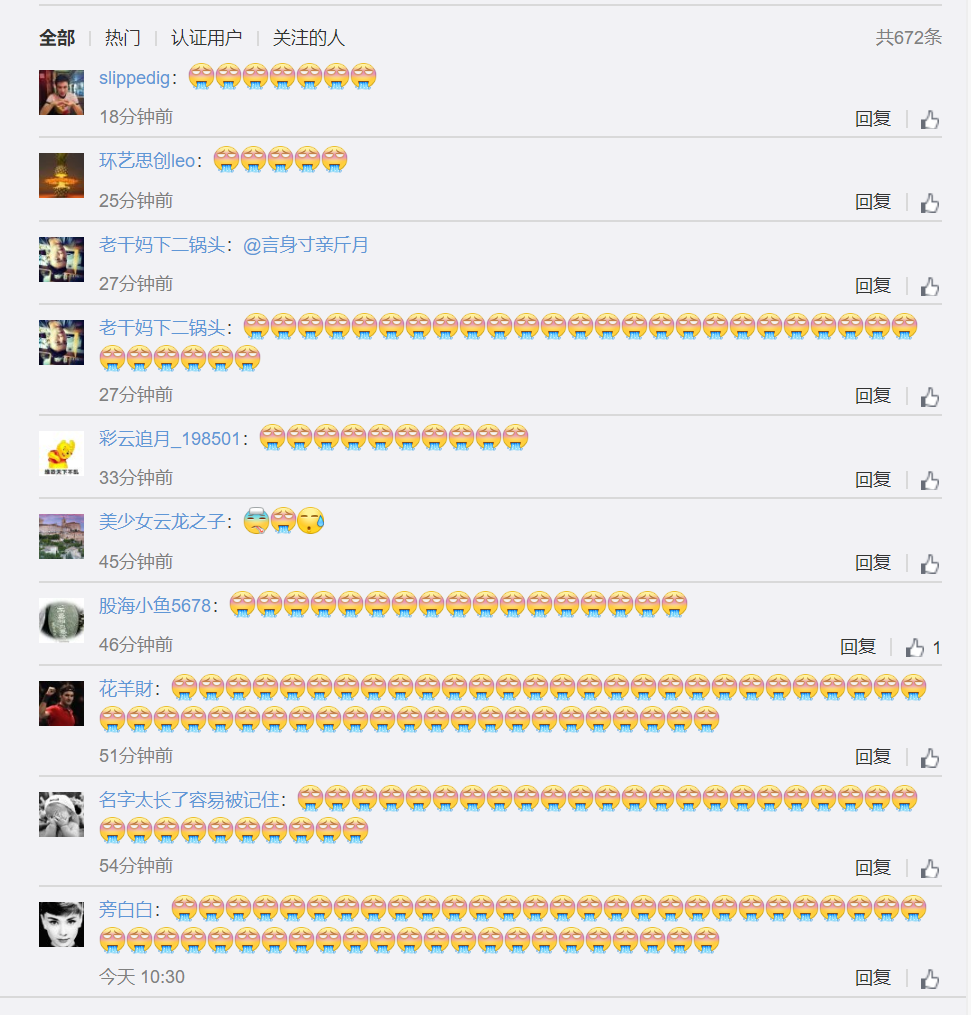 全部 热门 认证用户 关注的人 共672条
slippedig：
18分钟前 回复
环艺思创leo：
25分钟前 回复
老干妈下二锅头：@言身寸亲斤月
27分钟前 回复
老干妈下二锅头：
27分钟前 回复
彩云追月_198501：
33分钟前 回复
美少女云龙之子：
45分钟前 回复
股海小鱼5678：
46分钟前 回复 1
花羊財：
51分钟前 回复
名字太长了容易被记住：
54分钟前 回复
旁白白：
今天 10:30 回复